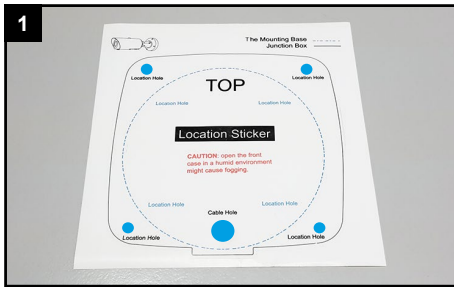 1
The Mounting Base
Junction Box
Location Hole
Location Hole
TOP
Location Hole
Location Hole
Location Sticker
CAUTION: open the front
case in a humid environment
might cause fogging.
Location Hole
Location Hole
Cable Hole
Location Hole
Location Hole